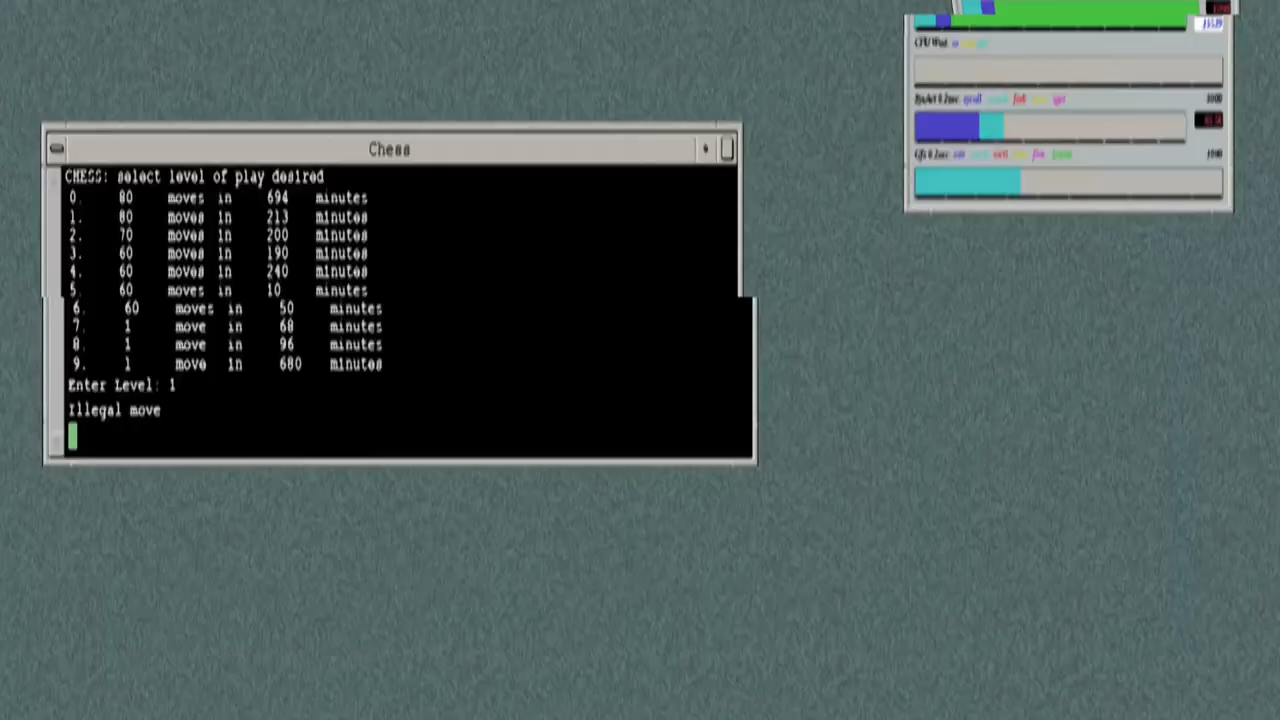 Chess
CHESS: select level of play desired
0. 80 moves in 694 minutes
1. 80 moves in 213 minutes
2. 70 moves in 200 minutes
3. 60 moves in 190 minutes
4. 60 moves in 240 minutes
5. 60 moves in 10 minutes
6. 60 moves in 50 minutes
7. 1 move in 68 minutes
8. 1 move in 96 minutes
9. 1 move in 680 minutes
Enter Level: 1
Illegal move